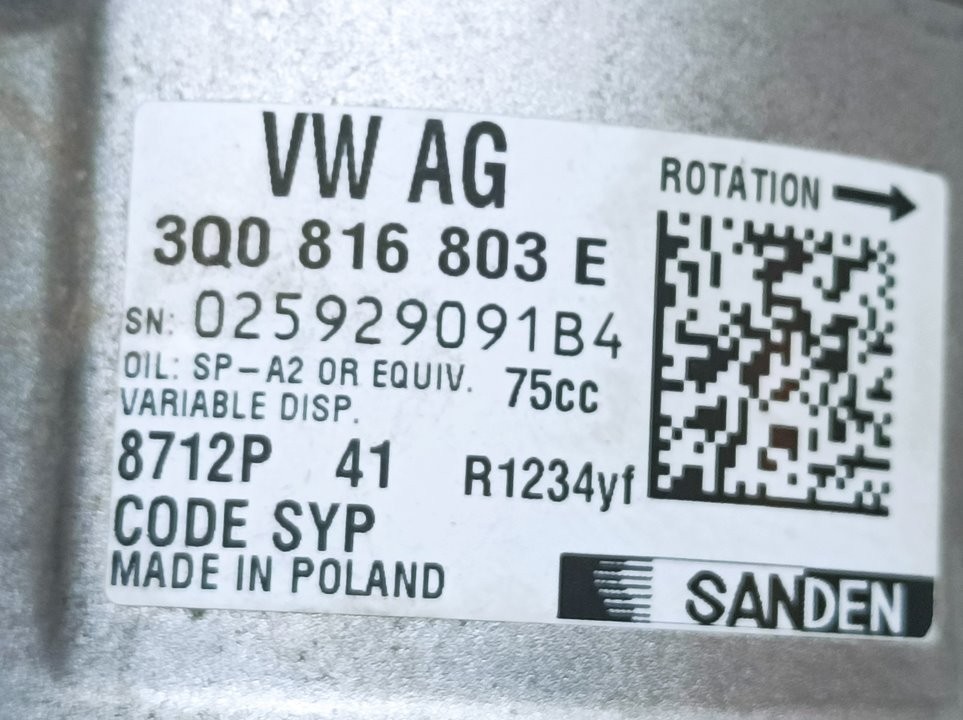 VW AG
ROTATION
3Q0 816 803 E
SN: 025929091B4
OIL: SP-A2 OR EQUIV. 75cc
VARIABLE DISP.
8712P 41 R1234yf
CODE SYP
MADE IN POLAND
SANDEN